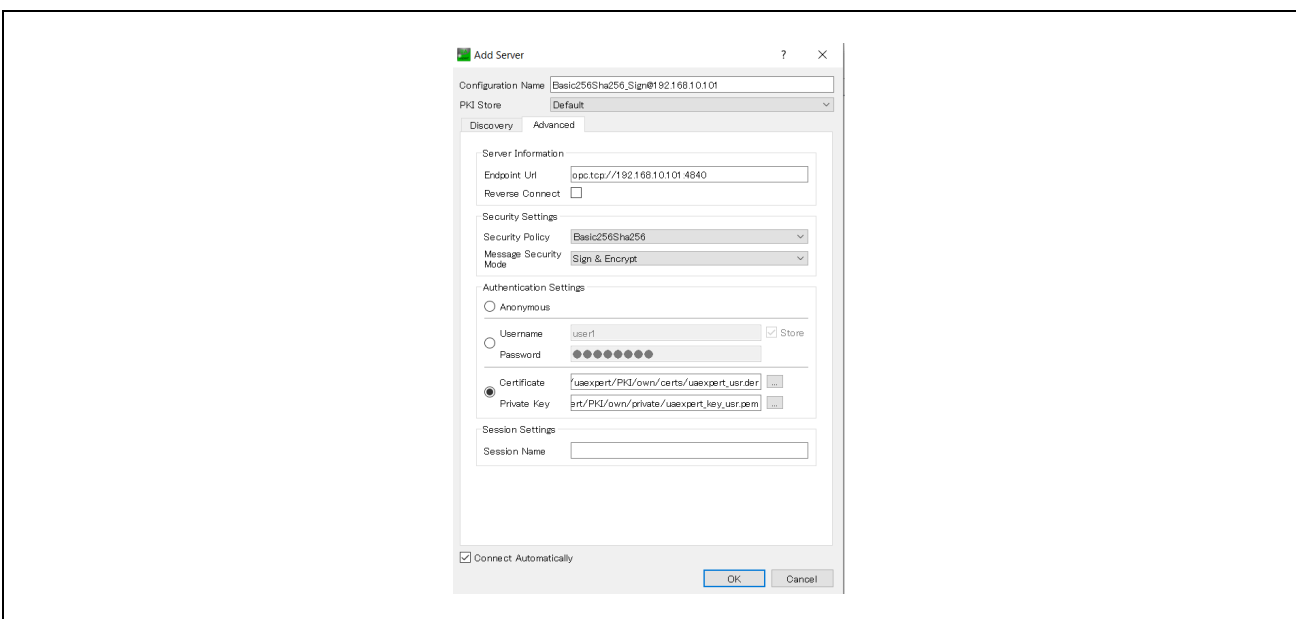 Add Server ?
Configuration Name Basic256Sha256_Sign@192.168.10.101
PKI Store Default
Discovery Advanced
Server Information
Endpoint Url opc.tcp://192.168.10.101:4840
Reverse Connect
Security Settings
Security Policy Basic256Sha256
Message Security
Mode Sign & Encrypt
Authentication Settings
Anonymous
Username user1 Store
Password ●●●●●●●●
Certificate /uaexpert/PKI/own/certs/uaexpert_usr.der ...
Private Key ert/PKI/own/private/uaexpert_key_usr.pem ...
Session Settings
Session Name
Connect Automatically
OK Cancel